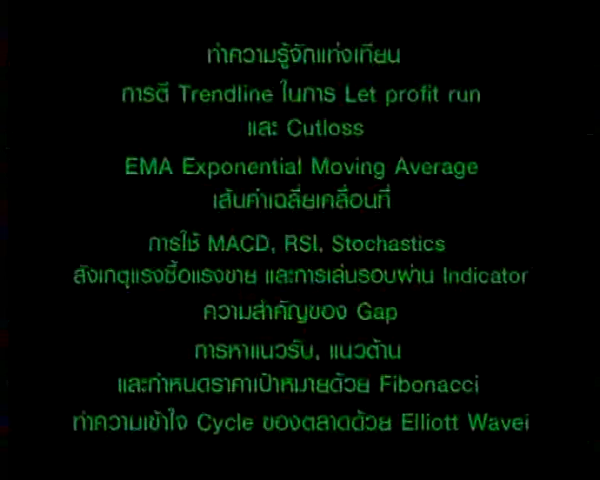 ทำความรู้จักแท่งเทียน
การตี Trendline ในการ Let profit run
และ Cutloss
EMA Exponential Moving Average
เส้นค่าเฉลี่ยเคลื่อนที่
การใช้ MACD, RSI, Stochastics
สังเกตุแรงซื้อแรงขาย และการเล่นรอบผ่าน Indicator
ความสำคัญของ Gap
การหาแนวรับ, แนวต้าน
และกำหนดราคาเป้าหมายด้วย Fibonacci
ทำความเข้าใจ Cycle ของตลาดด้วย Elliott Wavei